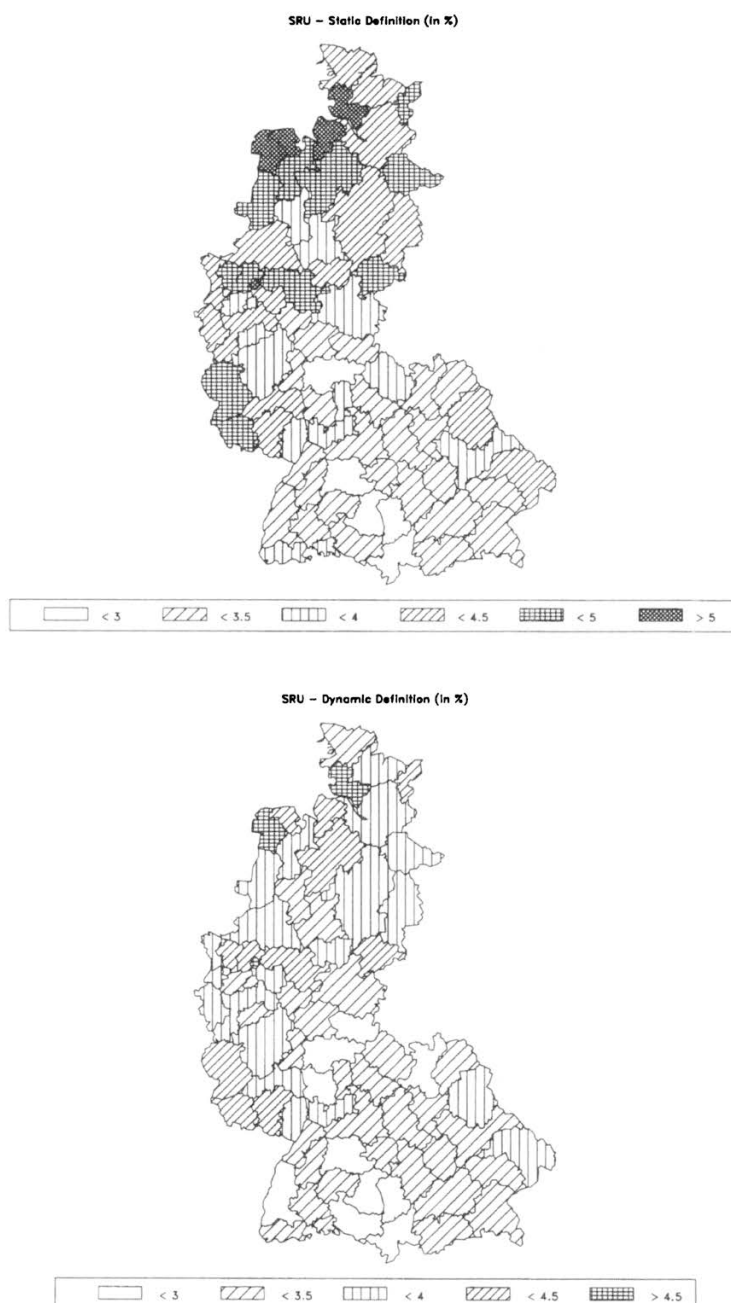 SRU – Static Definition (in %)
< 3 < 3.5 < 4 < 4.5 < 5 > 5
SRU – Dynamic Definition (in %)
< 3 < 3.5 < 4 < 4.5 > 4.5